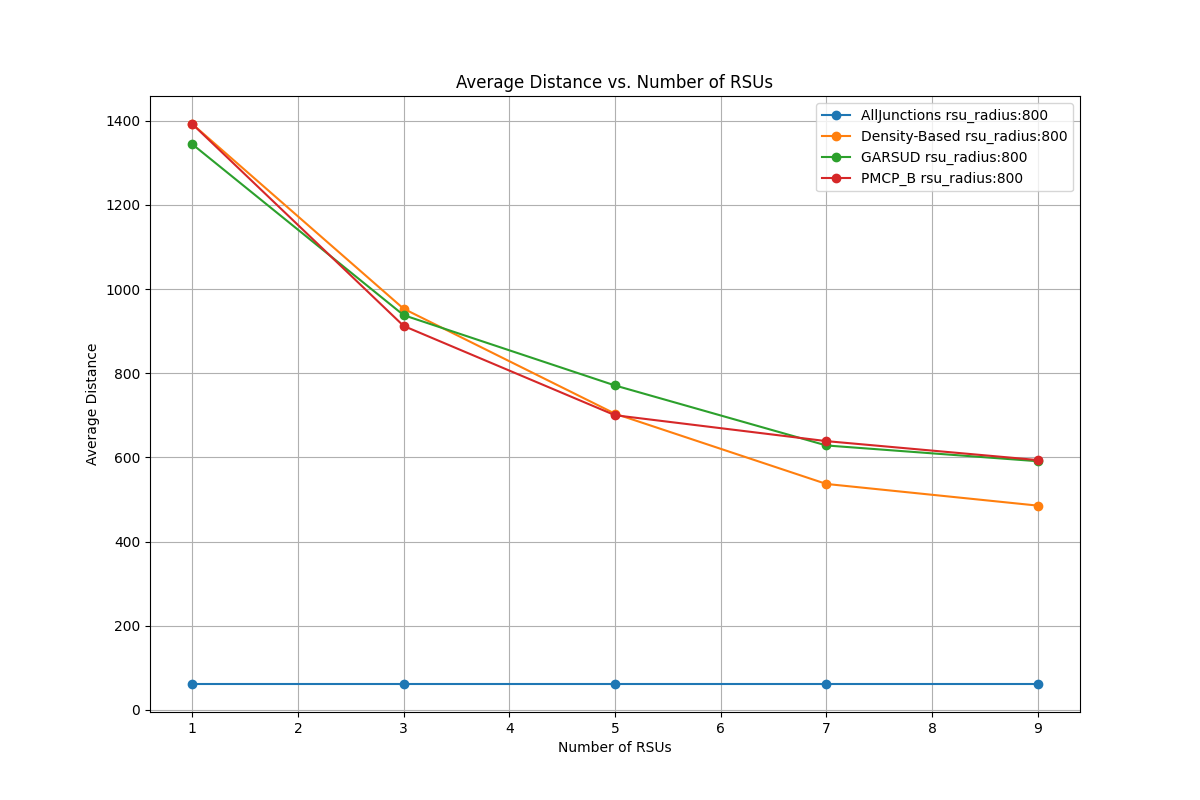 Average Distance vs. Number of RSUs
AllJunctions rsu_radius:800
Density-Based rsu_radius:800
GARSUD rsu_radius:800
PMCP_B rsu_radius:800
1400
1200
1000
800
600
400
200
0
Average Distance
1 2 3 4 5 6 7 8 9
Number of RSUs